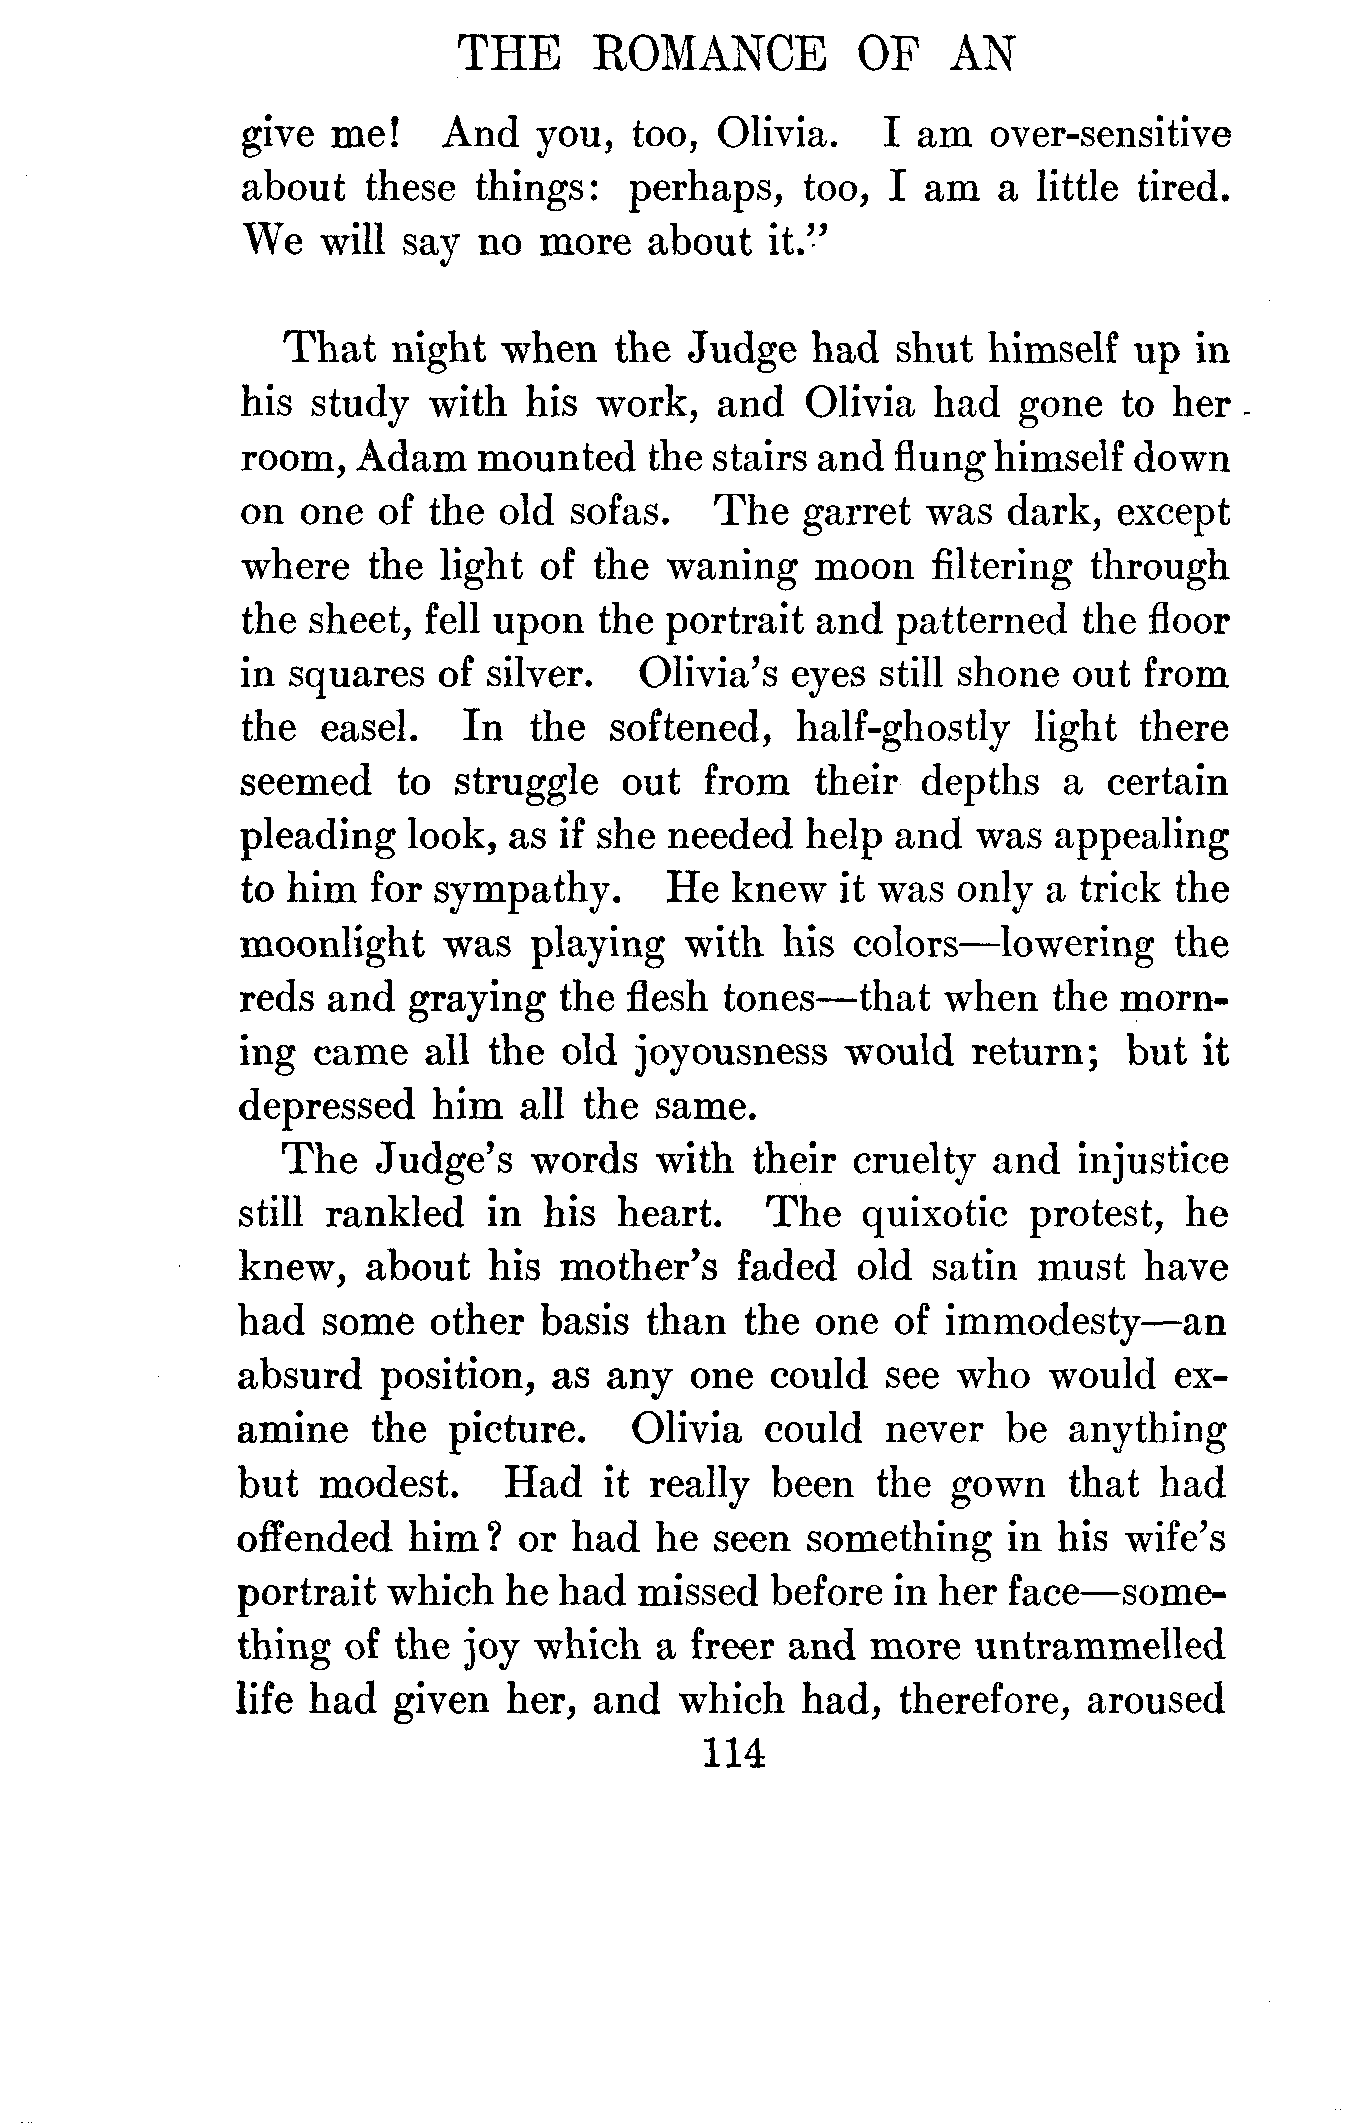 THE ROMANCE OF AN
give me! And you, too, Olivia. I am over-sensitive
about these things: perhaps, too, I am a little tired.
We will say no more about it."
That night when the Judge had shut himself up in
his study with his work, and Olivia had gone to her
room, Adam mounted the stairs and flung himself down
on one of the old sofas. The garret was dark, except
where the light of the waning moon filtering through
the sheet, fell upon the portrait and patterned the floor
in squares of silver. Olivia's eyes still shone out from
the easel. In the softened, half-ghostly light there
seemed to struggle out from their depths a certain
pleading look, as if she needed help and was appealing
to him for sympathy. He knew it was only a trick the
moonlight was playing with his colors—lowering the
reds and graying the flesh tones—that when the morn-
ing came all the old joyousness would return; but it
depressed him all the same.
The Judge's words with their cruelty and injustice
still rankled in his heart. The quixotic protest, he
knew, about his mother's faded old satin must have
had some other basis than the one of immodesty—an
absurd position, as any one could see who would ex-
amine the picture. Olivia could never be anything
but modest. Had it really been the gown that had
offended him? or had he seen something in his wife's
portrait which he had missed before in her face—some-
thing of the joy which a freer and more untrammelled
life had given her, and which had, therefore, aroused
114